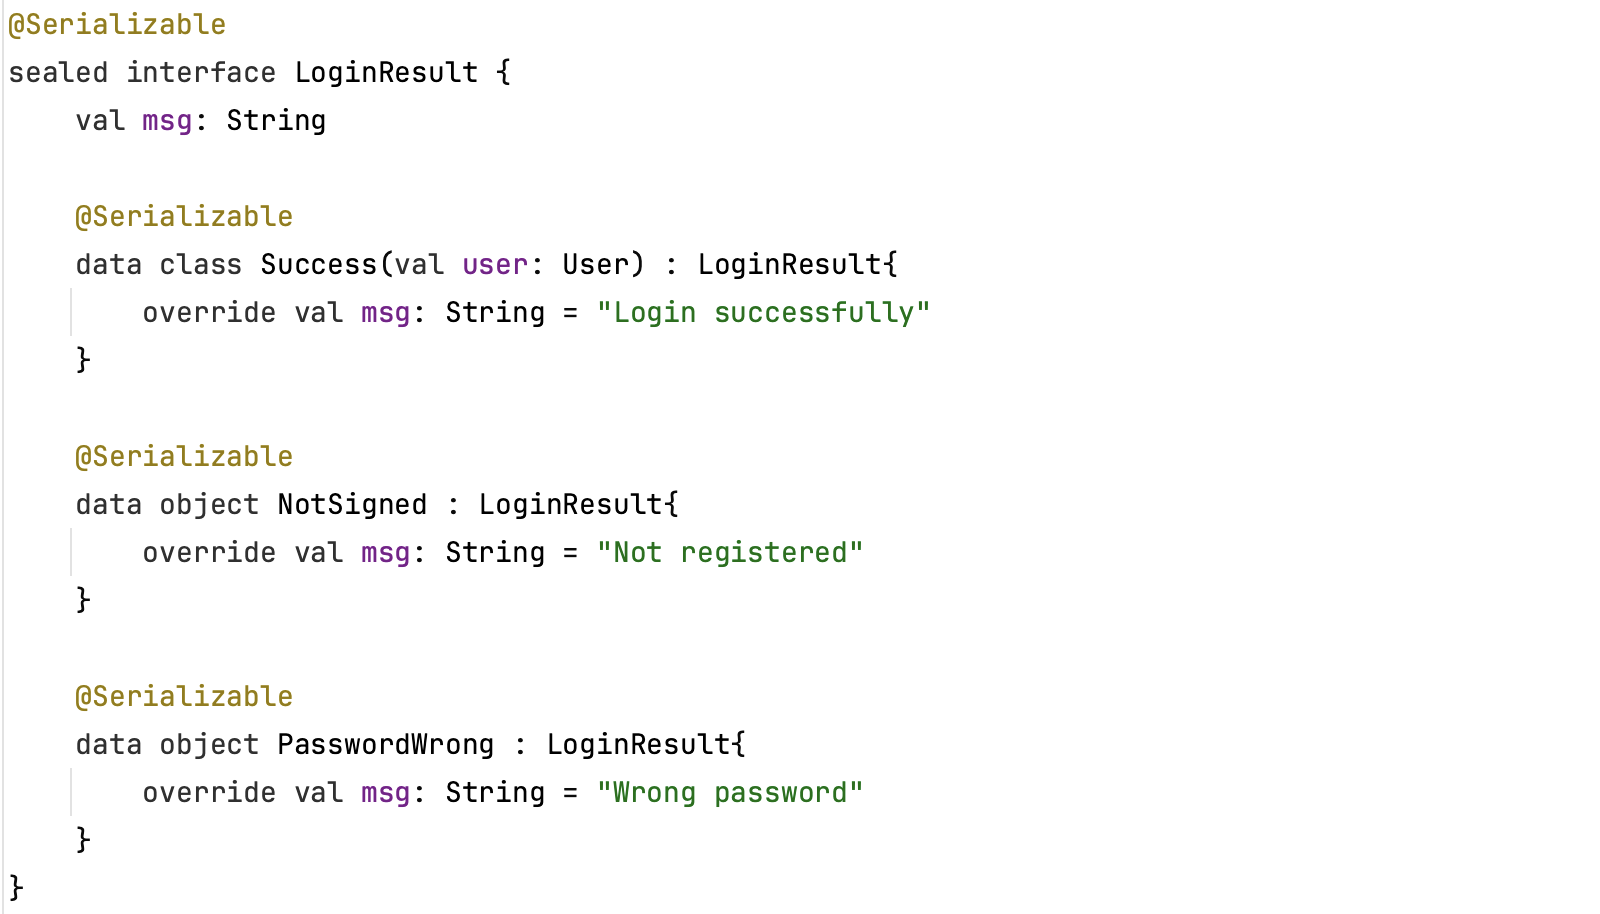 @Serializable
sealed interface LoginResult {
    val msg: String
    @Serializable
    data class Success(val user: User) : LoginResult{
        override val msg: String = "Login successfully"
    }
    @Serializable
    data object NotSigned : LoginResult{
        override val msg: String = "Not registered"
    }
    @Serializable
    data object PasswordWrong : LoginResult{
        override val msg: String = "Wrong password"
    }
}